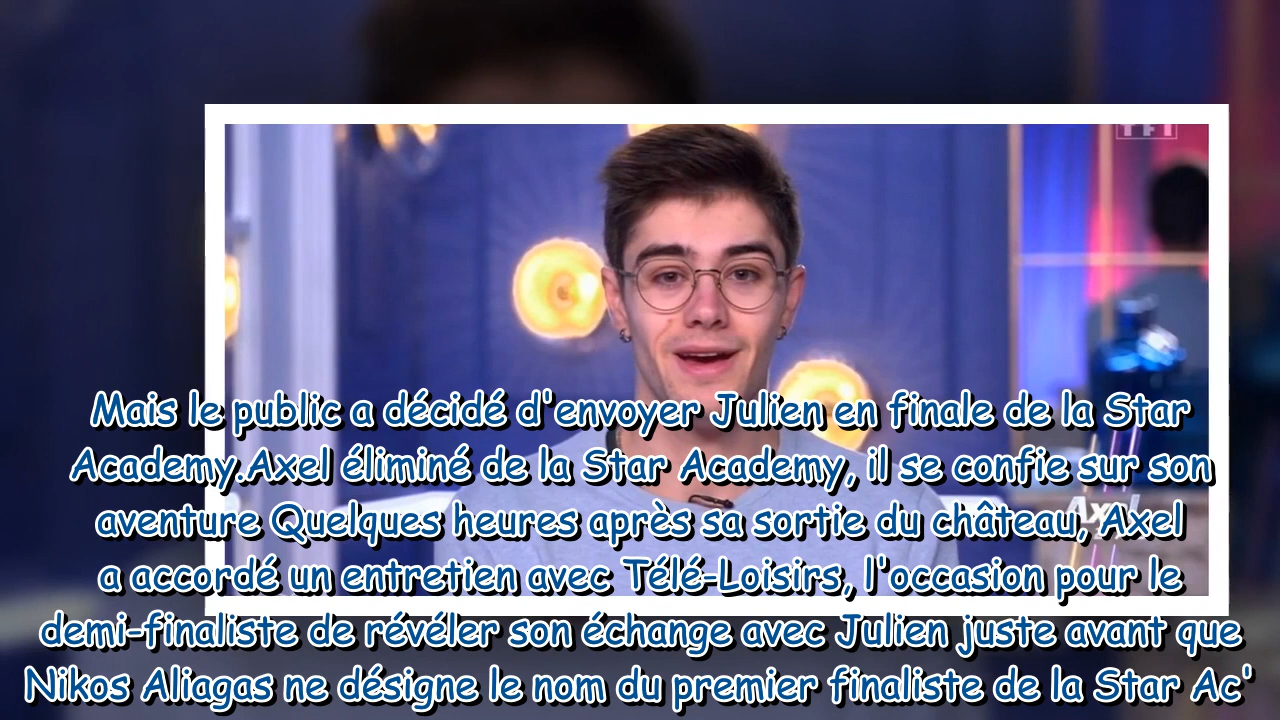 TF1
Mais le public a décidé d'envoyer Julien en finale de la Star
Academy.Axel éliminé de la Star Academy, il se confie sur son
aventure Quelques heures après sa sortie du château, Axel
a accordé un entretien avec Télé-Loisirs, l'occasion pour le
demi-finaliste de révéler son échange avec Julien juste avant que
Nikos Aliagas ne désigne le nom du premier finaliste de la Star Ac'